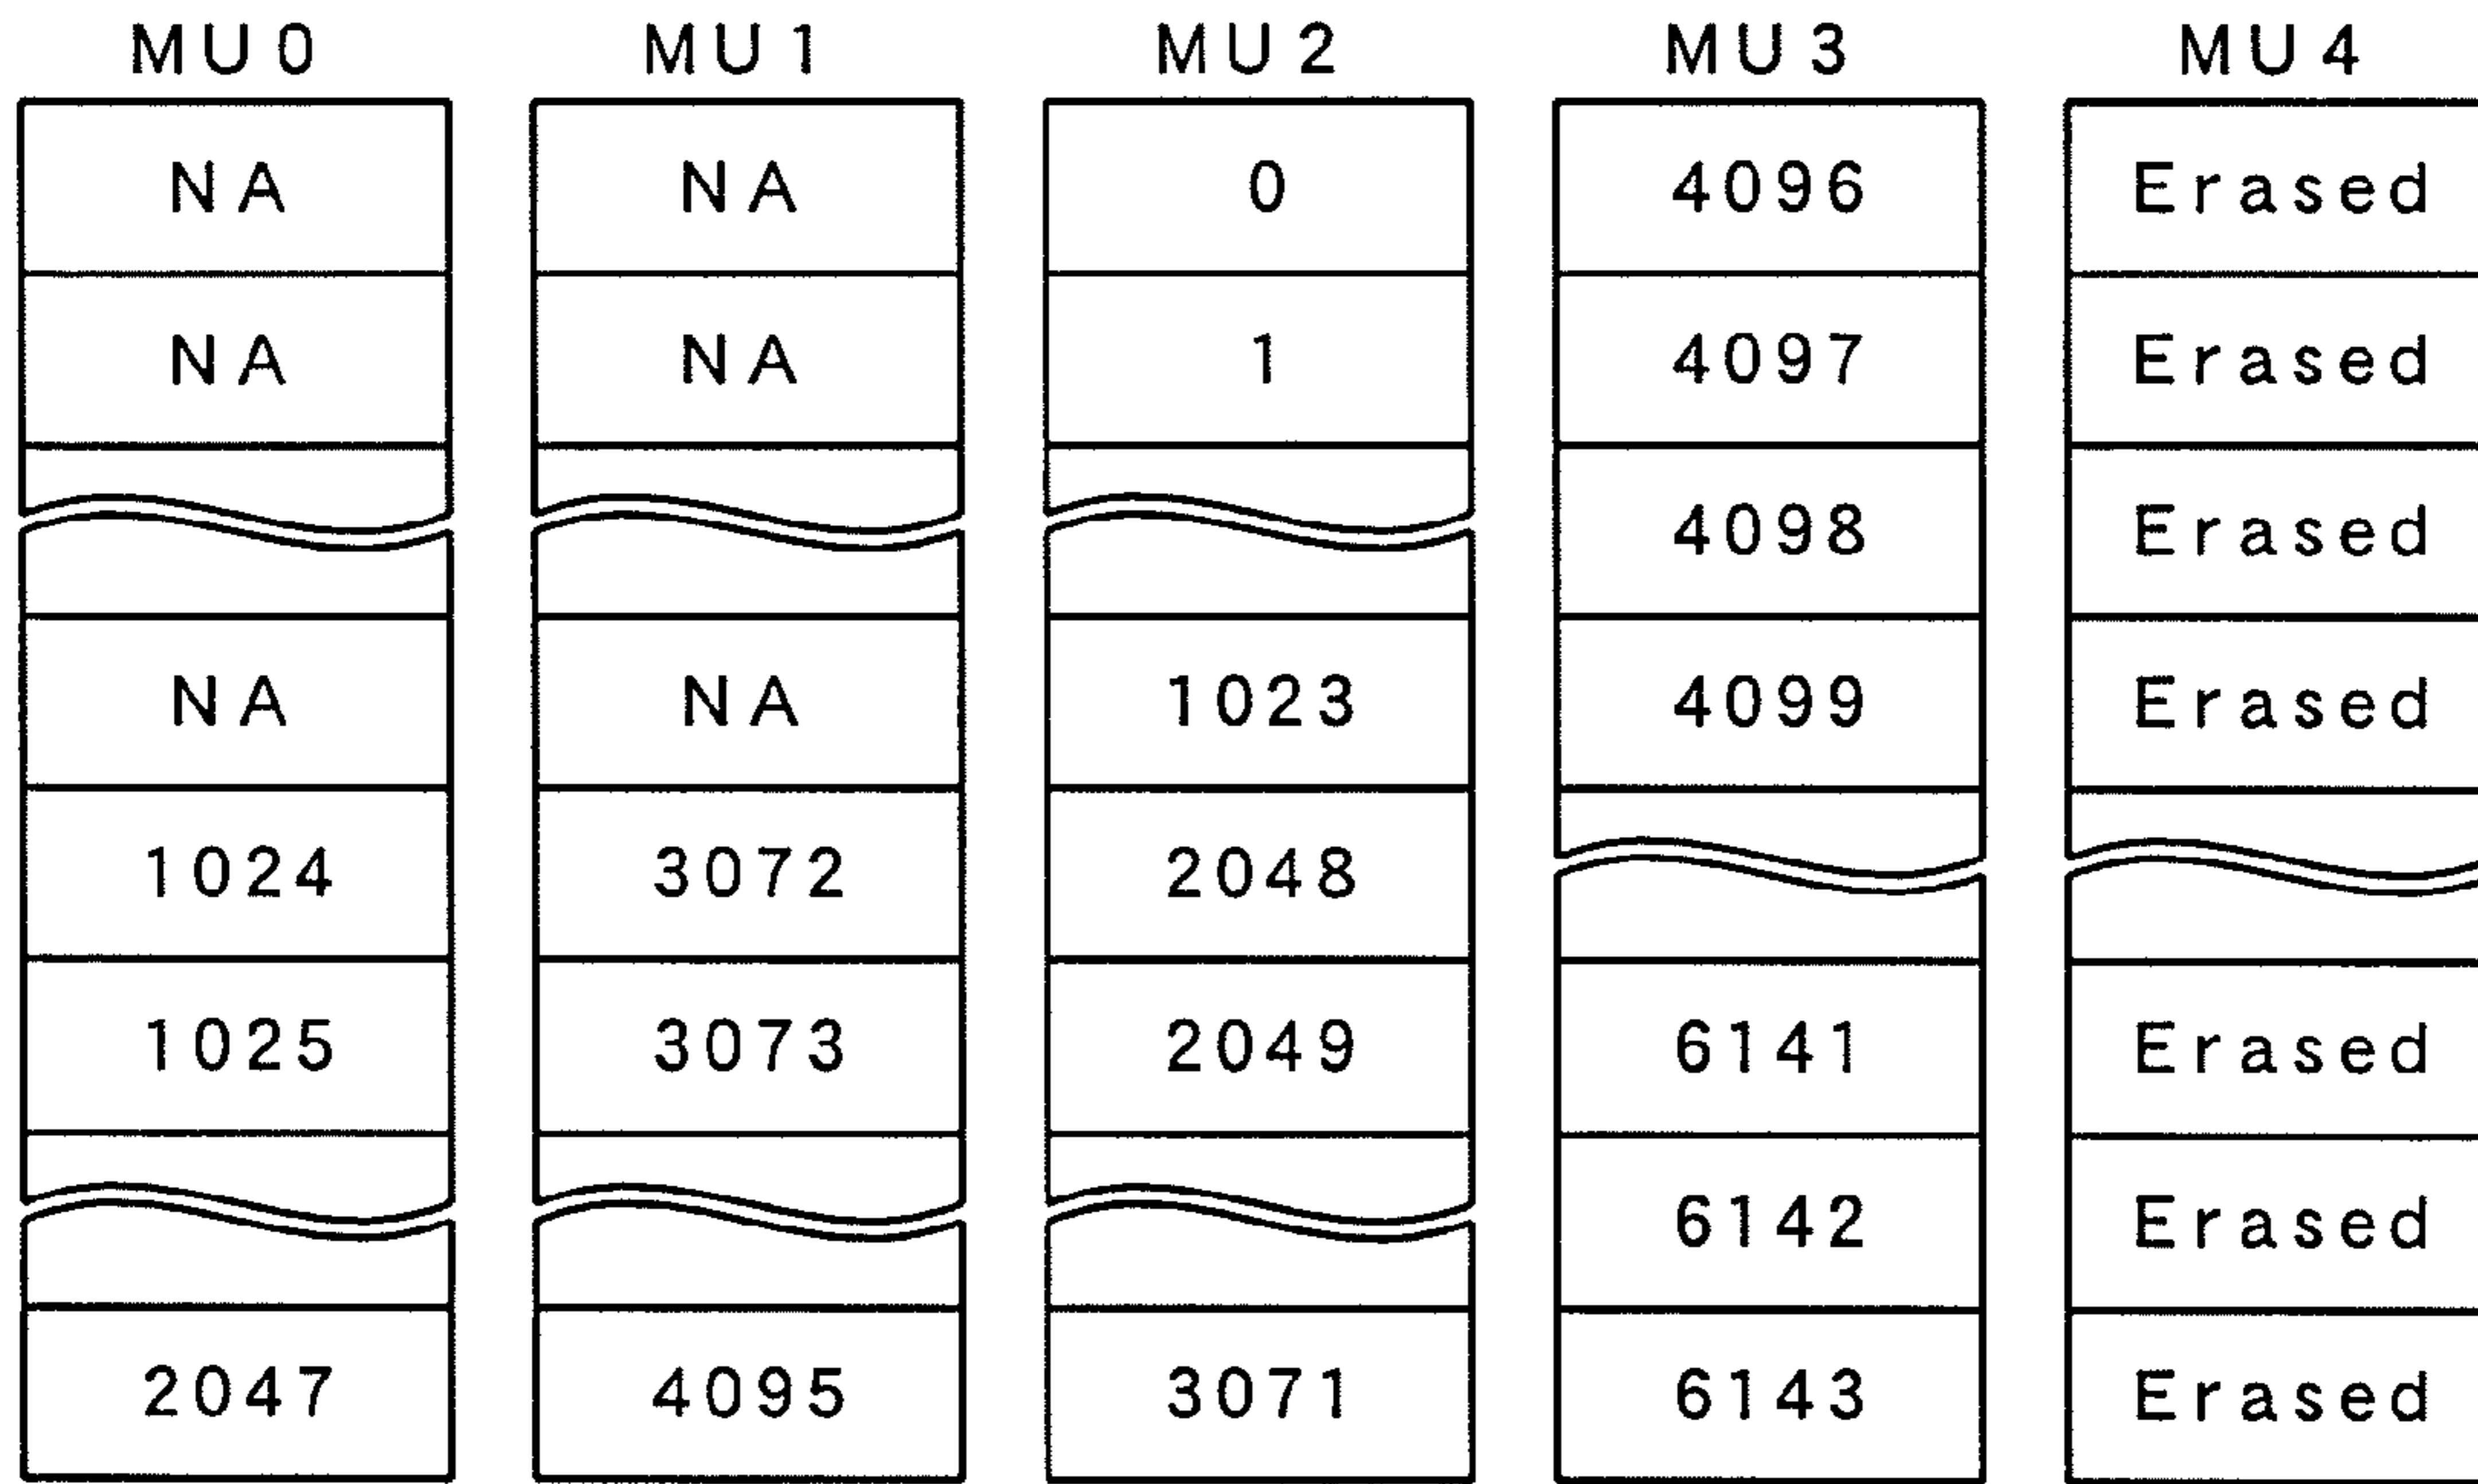 MU0 MU1 MU2 MU3 MU4
NA NA 0 4096 Erased
NA NA 1 4097 Erased
4098 Erased
NA NA 1023 4099 Erased
1024 3072 2048
1025 3073 2049 6141 Erased
6142 Erased
2047 4095 3071 6143 Erased